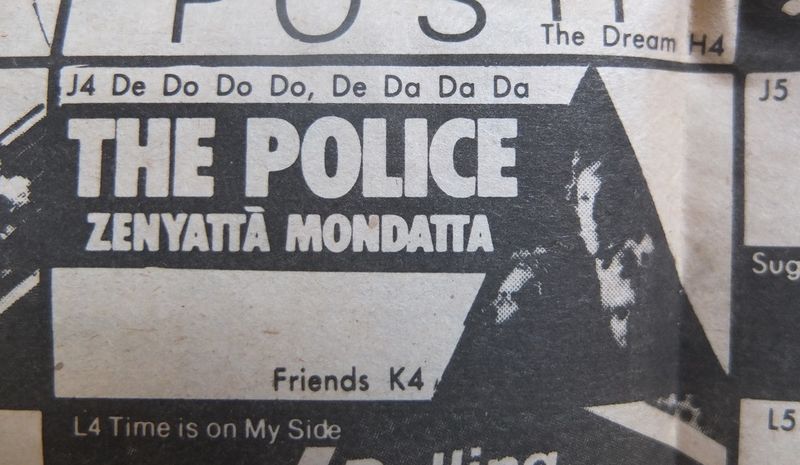 The Dream H4
J4 De Do Do Do, De Da Da Da
J5
THE POLICE
ZENYATTÀ MONDATTA
Sug
Friends K4
L4 Time is on My Side
L5